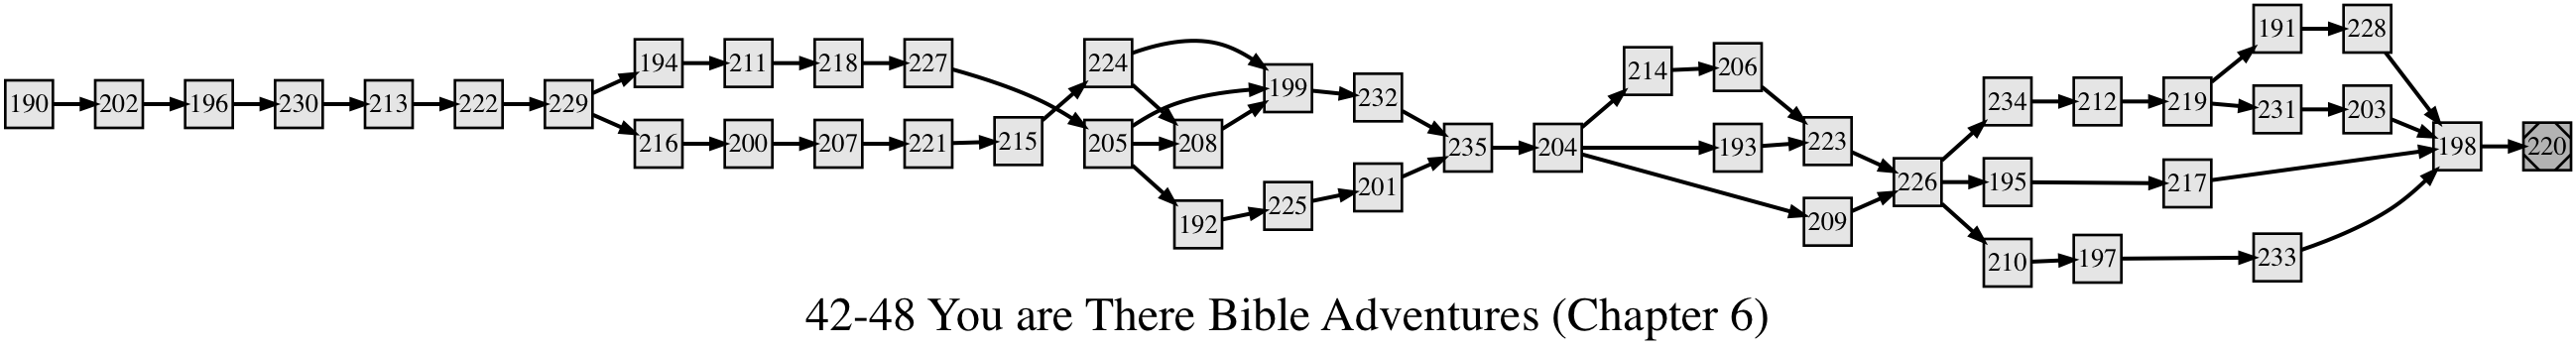 191 228
194 211 218 227 224 214 206
199 232 234 212 219 231 203
190 202 196 230 213 222 229
216 200 207 221 215 205 208 235 204 193 223 198 220
192 225 201 226 195 217
209
210 197 233
42-48 You are There Bible Adventures (Chapter 6)